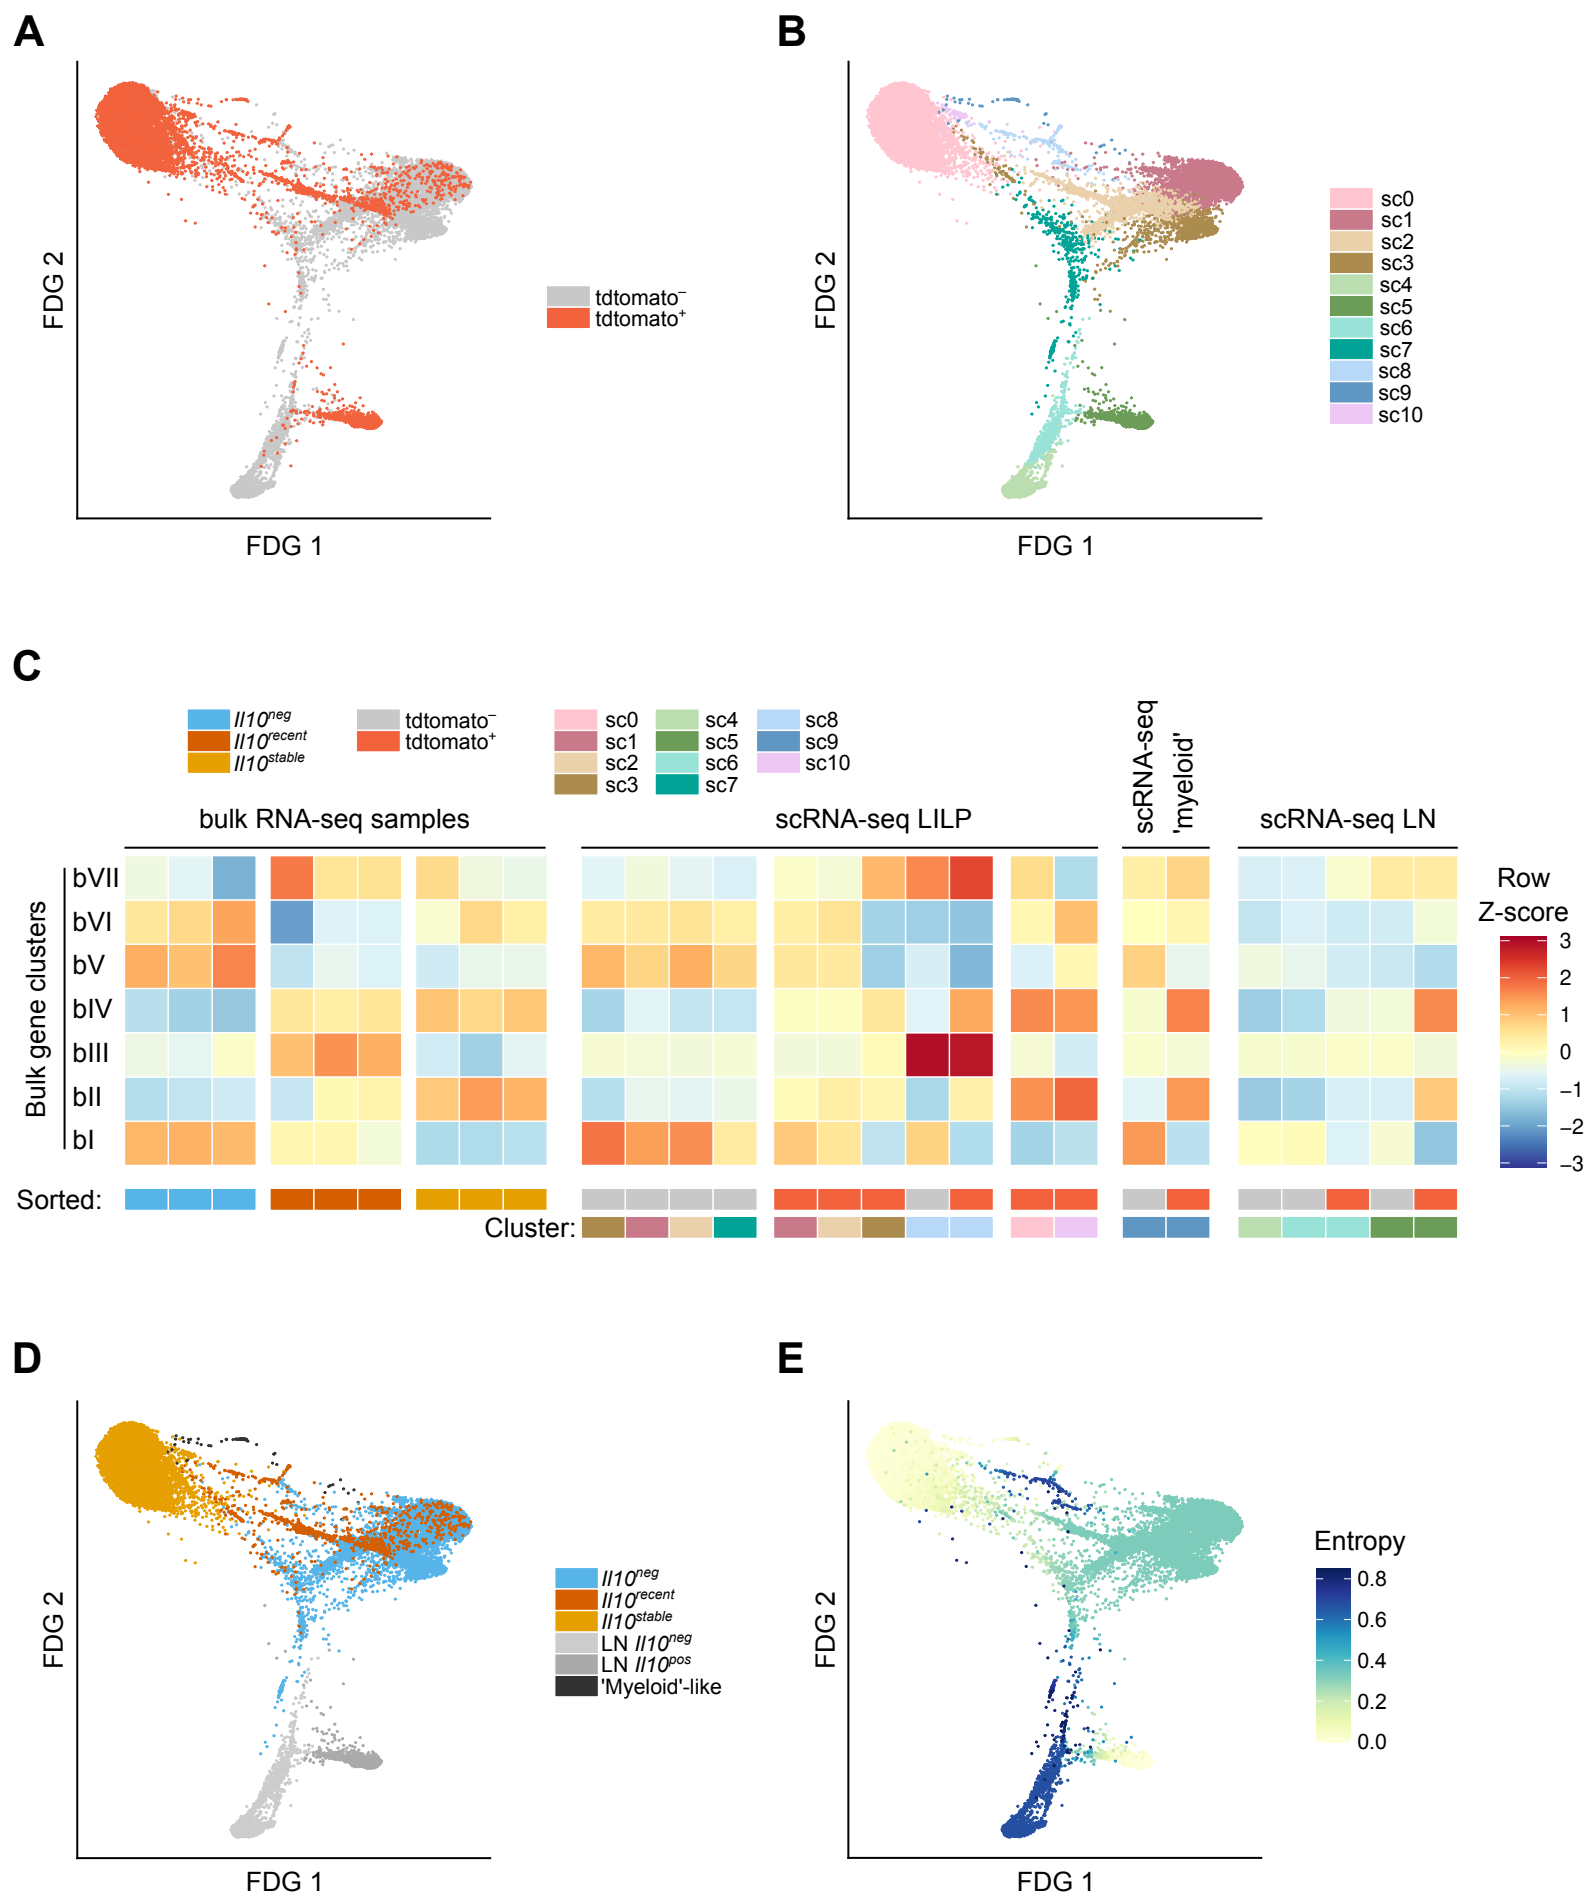 A
B
FDG 2
FDG 1
tdtomato–
tdtomato+
FDG 2
FDG 1
sc0
sc1
sc2
sc3
sc4
sc5
sc6
sc7
sc8
sc9
sc10
C
Il10neg
Il10recent
Il10stable
tdtomato–
tdtomato+
sc0
sc1
sc2
sc3
sc4
sc5
sc6
sc7
sc8
sc9
sc10
bulk RNA-seq samples
scRNA-seq LILP
scRNA-seq
'myeloid'
scRNA-seq LN
Bulk gene clusters
bVII
bVI
bV
bIV
bIII
bII
bI
Row
Z-score
3
2
1
0
−1
−2
−3
Sorted:
Cluster:
D
E
FDG 2
FDG 1
Il10neg
Il10recent
Il10stable
LN Il10neg
LN Il10pos
'Myeloid'-like
FDG 2
FDG 1
Entropy
0.8
0.6
0.4
0.2
0.0